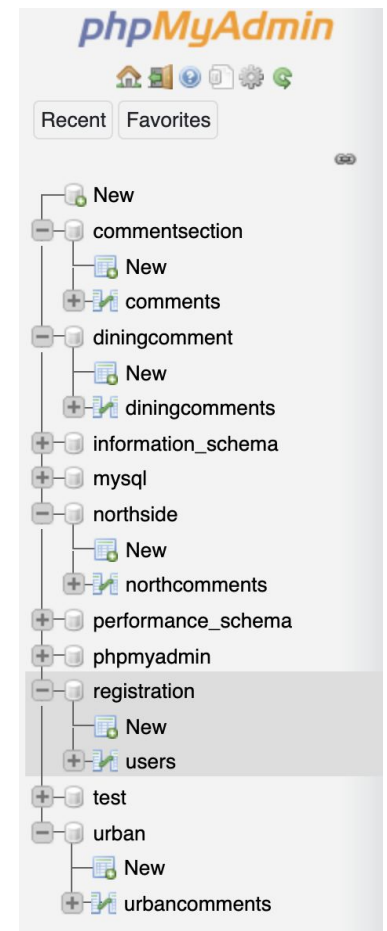 phpMyAdmin
Recent Favorites
New
commentsection
New
comments
diningcomment
New
diningcomments
information_schema
mysql
northside
New
northcomments
performance_schema
phpmyadmin
registration
New
users
test
urban
New
urbancomments